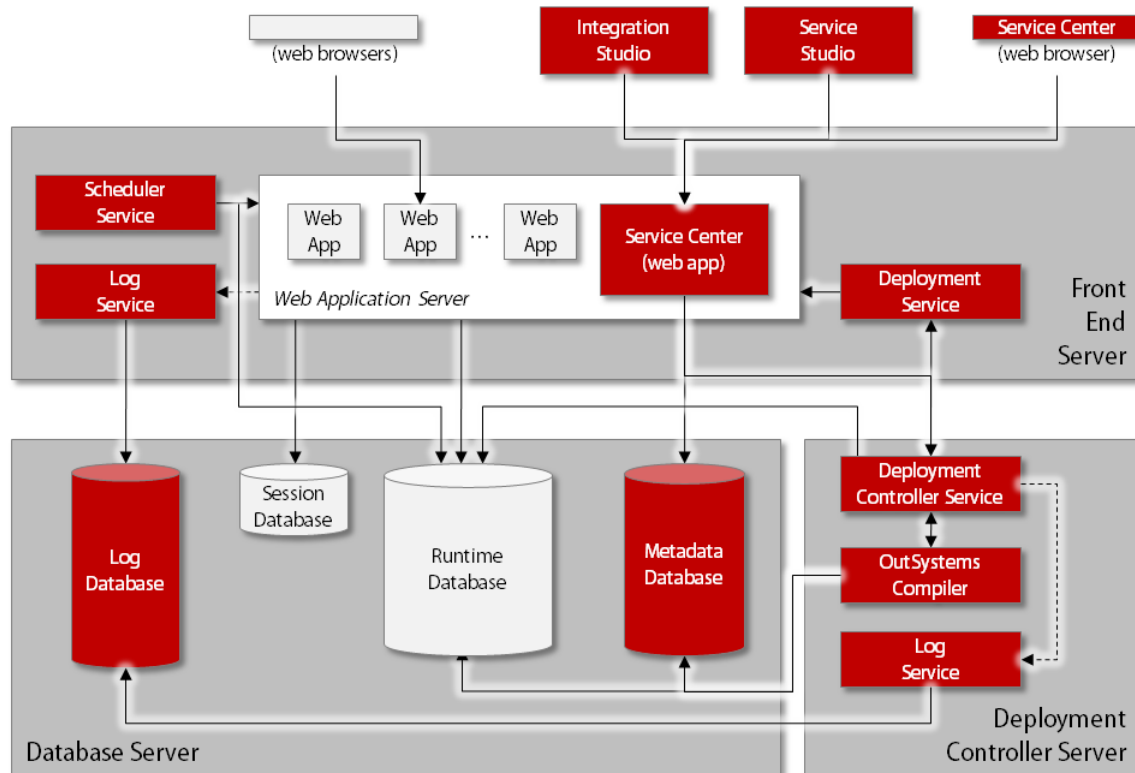 (web browsers)
Integration
Studio
Service
Studio
Service Center
(web browser)
Scheduler
Service
Web
App
Web
App
...
Web
App
Service Center
(web app)
Log
Service
Web Application Server
Deployment
Service
Front
End
Server
Log
Database
Session
Database
Runtime
Database
Metadata
Database
Deployment
Controller Service
OutSystems
Compiler
Log
Service
Database Server
Deployment
Controller Server